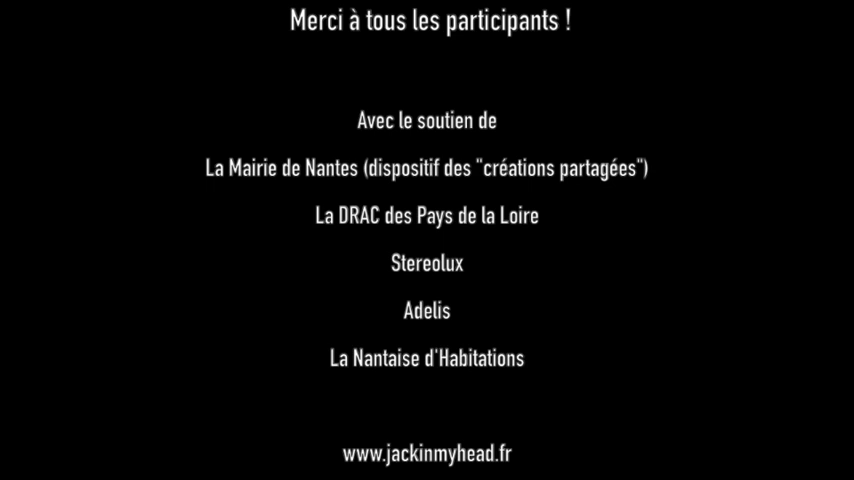 Merci à tous les participants !
Avec le soutien de
La Mairie de Nantes (dispositif des "créations partagées")
La DRAC des Pays de la Loire
Stereolux
Adelis
La Nantaise d'Habitations
www.jackinmyhead.fr